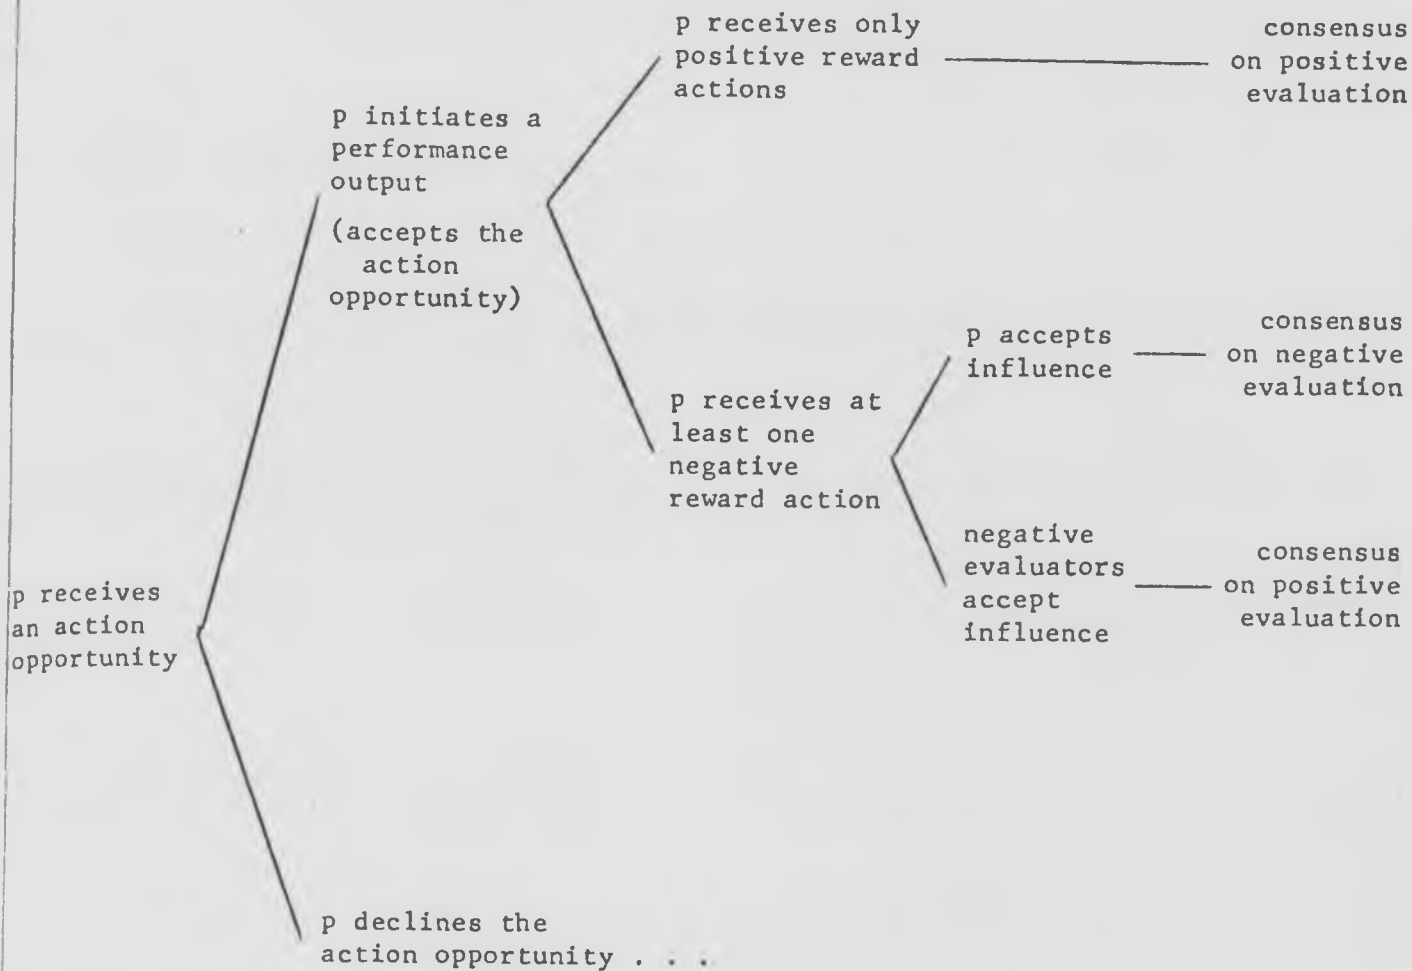 p receives only
positive reward
actions
consensus
on positive
evaluation
p initiates a
performance
output
(accepts the
action
opportunity)
p accepts
influence
consensus
on negative
evaluation
p receives at
least one
negative
reward action
negative
evaluators
accept
influence
consensus
on positive
evaluation
p receives
an action
opportunity
p declines the
action opportunity . . .